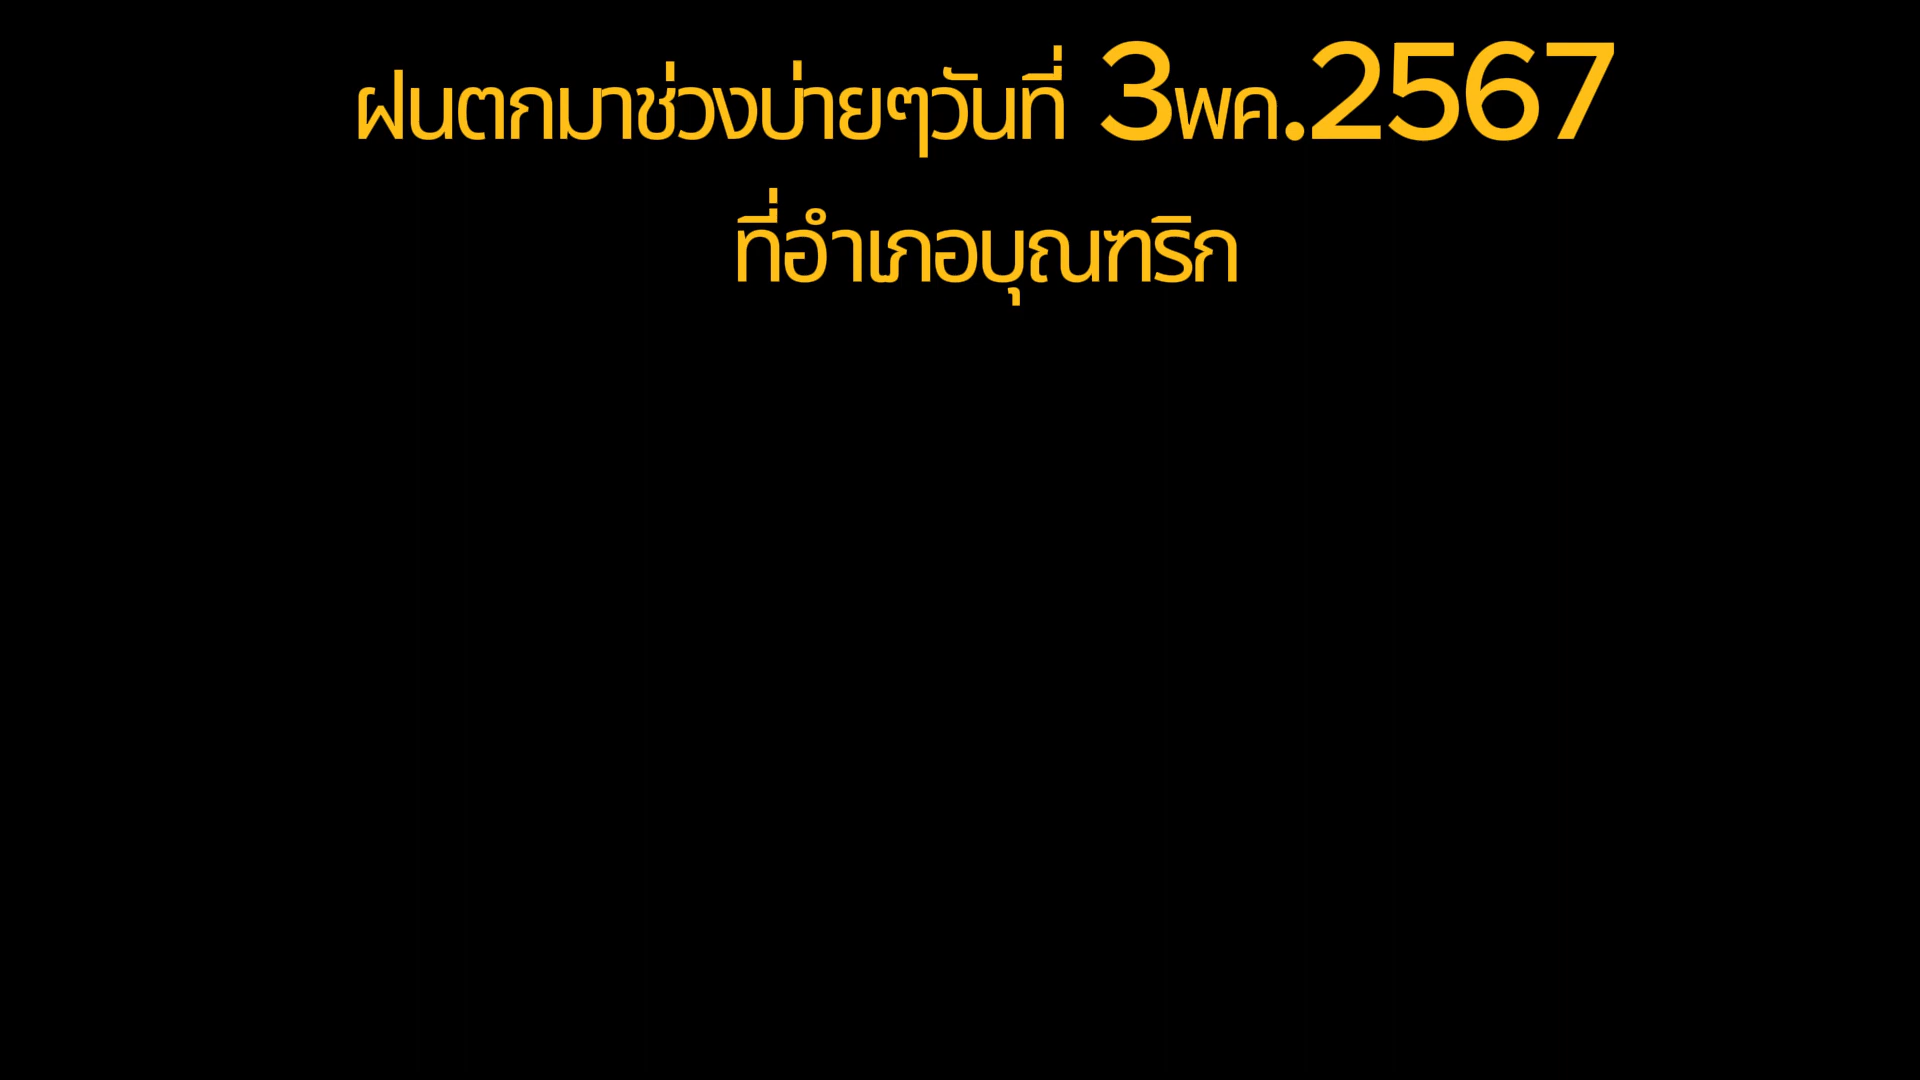 ฝนตกมาช่วงบ่ายๆวันที่ 3พค.2567
ที่อำเภอบุณฑริก